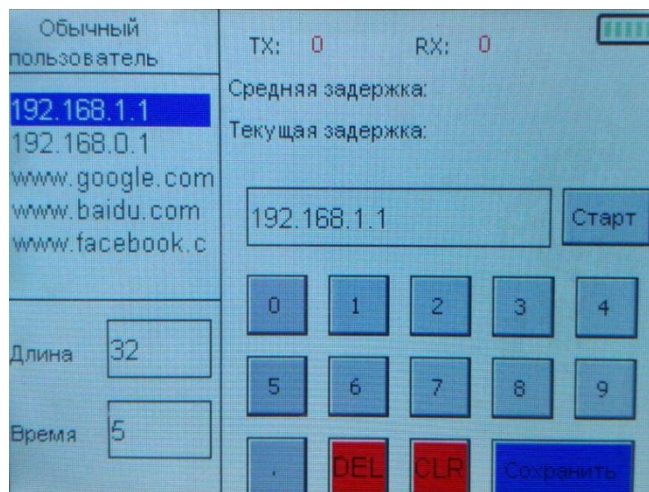 Обычный
пользователь
192.168.1.1
192.168.0.1
www.google.com
www.baidu.com
www.facebook.c
Длина 32
Время 5
TX: 0 RX: 0
Средняя задержка:
Текущая задержка:
192.168.1.1 Старт
0 1 2 3 4
5 6 7 8 9
. DEL CLR Сохранить